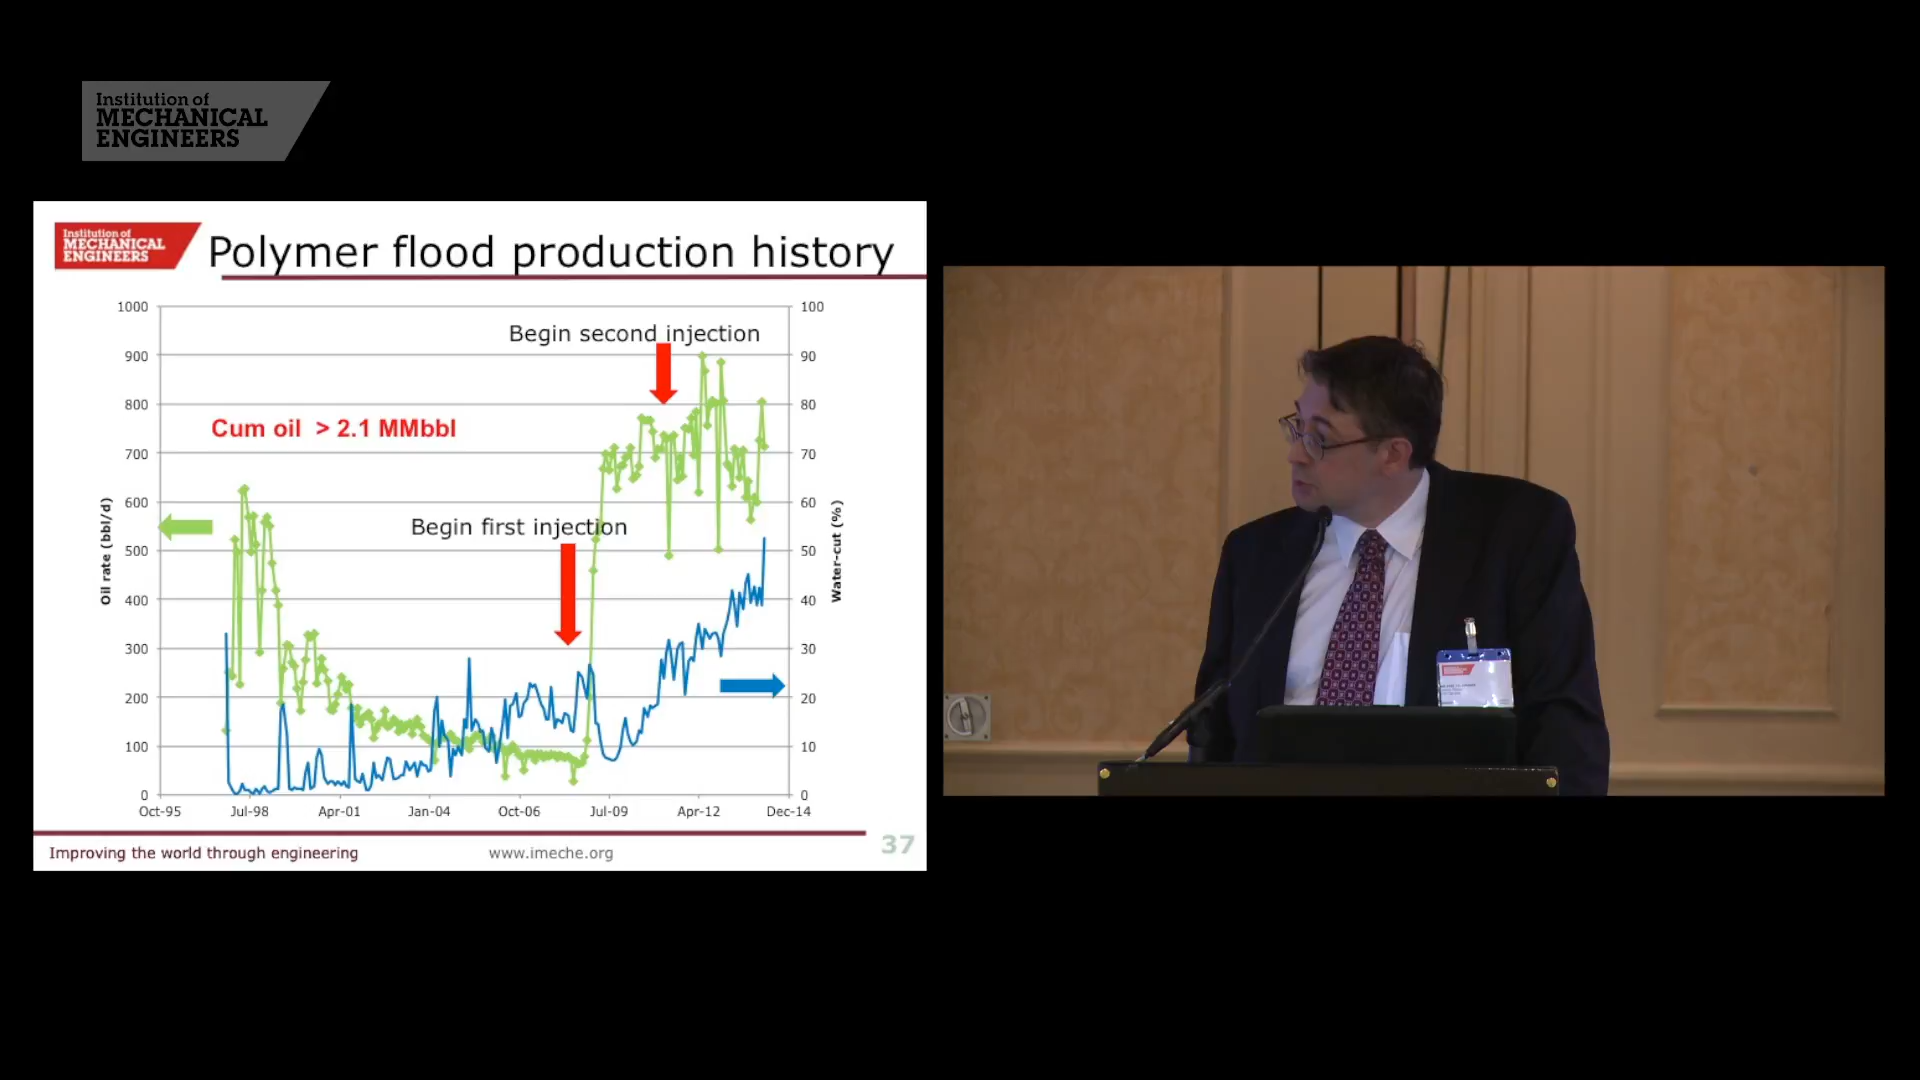 Institution of
MECHANICAL
ENGINEERS
Institution of
MECHANICAL
ENGINEERS
Polymer flood production history
1000
900
800
700
600
500
400
300
200
100
0
Oil rate (bbl/d)
100
90
80
70
60
50
40
30
20
10
0
Water-cut (%)
Begin second injection
Cum oil > 2.1 MMbbl
Begin first injection
Oct-95 Jul-98 Apr-01 Jan-04 Oct-06 Jul-09 Apr-12 Dec-14
Improving the world through engineering www.imeche.org 37